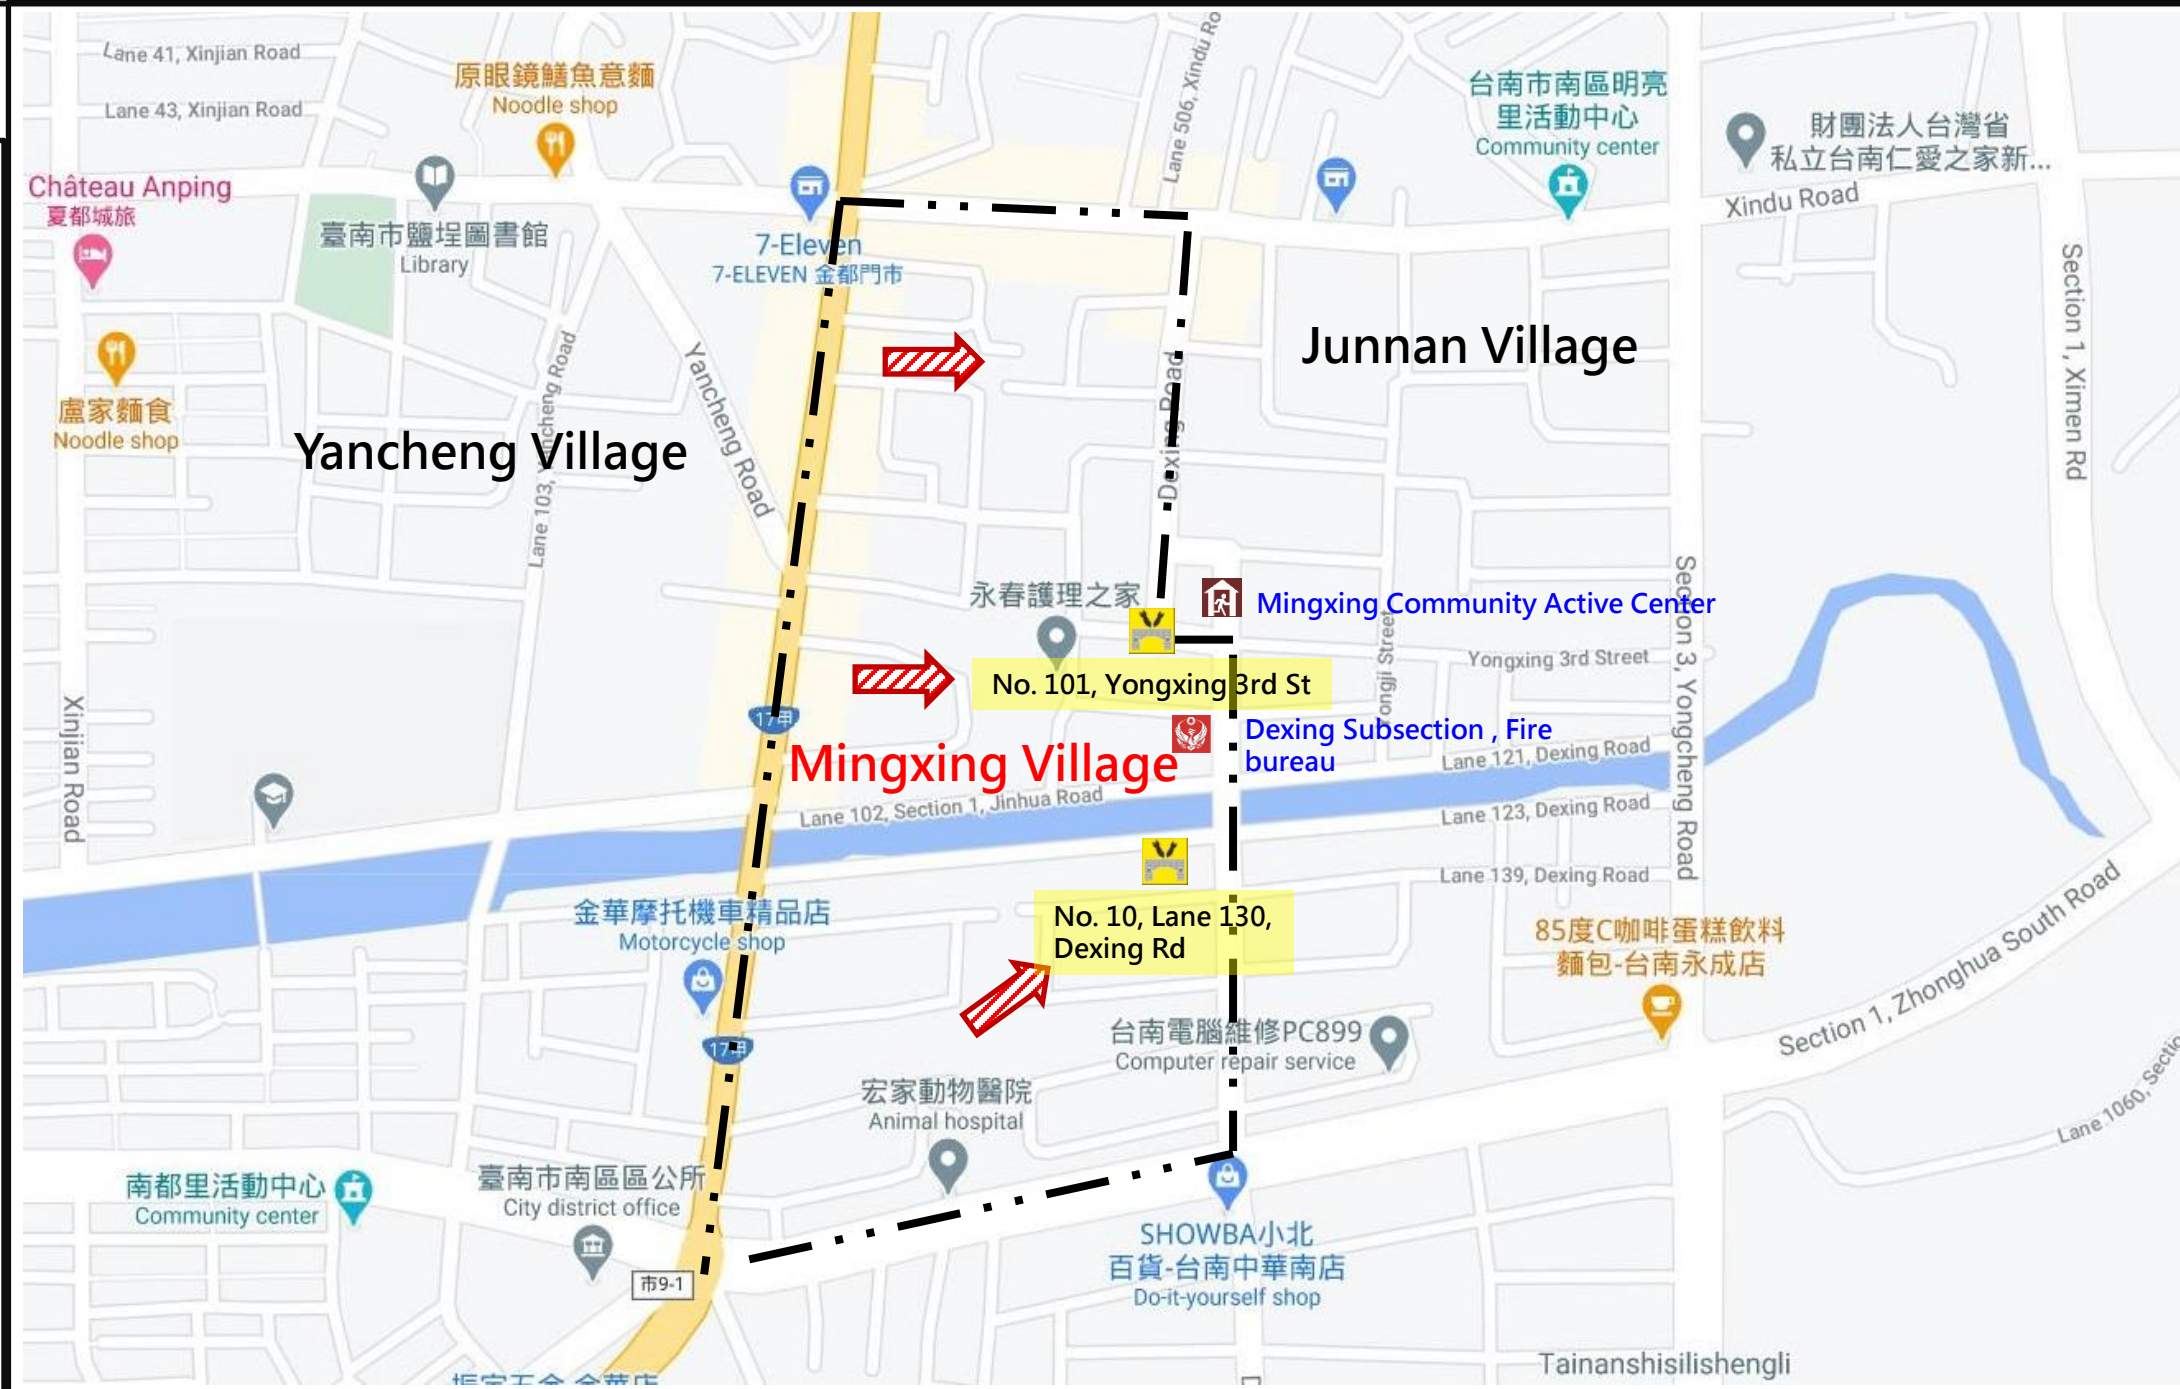 Lane 41, Xinjian Road
Lane 43, Xinjian Road
原眼鏡鱔魚意麵
Noodle shop
Lane 506, Xindu Ro
台南市南區明亮
里活動中心
Community center
財團法人台灣省
私立台南仁愛之家新...
Xindu Road
Château Anping
夏都城旅
臺南市鹽埕圖書館
Library
7-Eleven
7-ELEVEN 金都門市
Section 1, Ximen Rd
Junnan Village
盧家麵食
Noodle shop
Yancheng Village
Lane 103, Yancheng Road
Yancheng Road
Dexing Road
永春護理之家
Mingxing Community Active Center
Yongji Street
Yongxing 3rd Street
Section 3, Yongcheng Road
No. 101, Yongxing 3rd St
17甲
Xinjian Road
Mingxing Village
Dexing Subsection , Fire
bureau
Lane 121, Dexing Road
Lane 102, Section 1, Jinhua Road
Lane 123, Dexing Road
Lane 139, Dexing Road
金華摩托機車精品店
Motorcycle shop
No. 10, Lane 130,
Dexing Rd
85度C咖啡蛋糕飲料
麵包-台南永成店
Section 1, Zhonghua South Road
17甲
台南電腦維修PC899
Computer repair service
宏家動物醫院
Animal hospital
Lane 1060, Sectio
南都里活動中心
Community center
臺南市南區區公所
City district office
市9-1
SHOWBA小北
百貨-台南中華南店
Do-it-yourself shop
Tainanshisilishengli